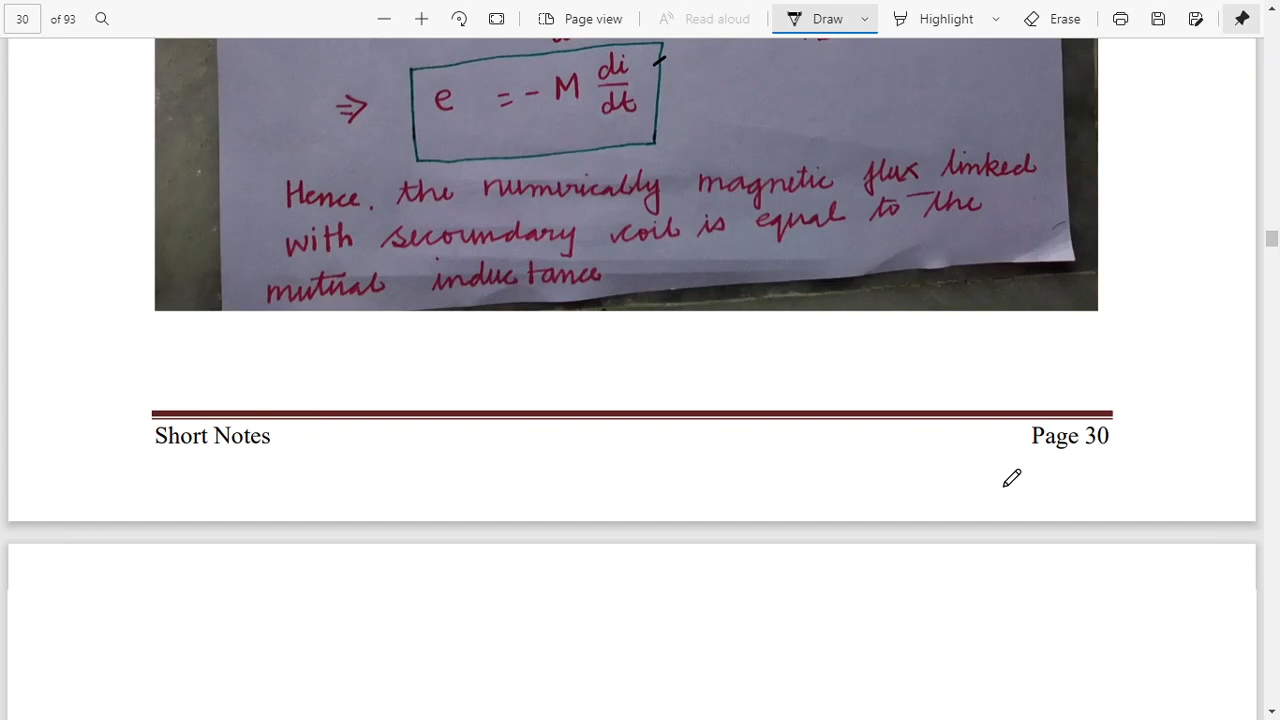 30 of 93 Page view Read aloud Draw Highlight Erase
⇒ e = - M di/dt
Hence. the numerically magnetic flux linked
with secoundary coil is equal to the
mutual inductance
Short Notes Page 30